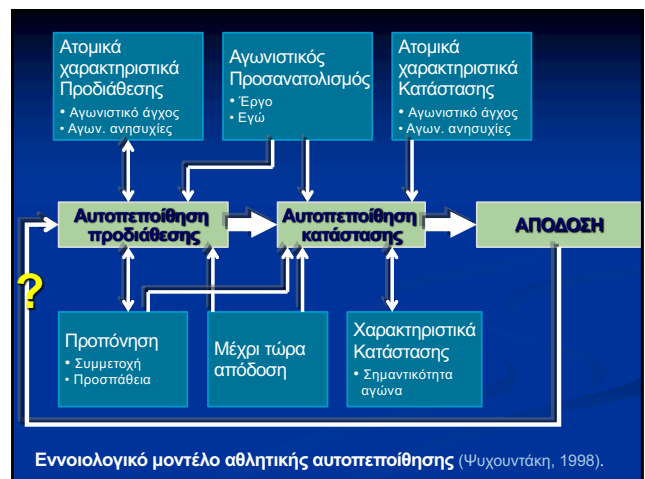 Ατομικά
χαρακτηριστικά
Προδιάθεσης
• Αγωνιστικό άγχος
• Αγων. ανησυχίες
Αγωνιστικός
Προσανατολισμός
• Έργο
• Εγώ
Ατομικά
χαρακτηριστικά
Κατάστασης
• Αγωνιστικό άγχος
• Αγων. ανησυχίες
Αυτοπεποίθηση
προδιάθεσης
Αυτοπεποίθηση
κατάστασης
ΑΠΟΔΟΣΗ
?
Προπόνηση
• Συμμετοχή
• Προσπάθεια
Μέχρι τώρα
απόδοση
Χαρακτηριστικά
Κατάστασης
• Σημαντικότητα
αγώνα
Εννοιολογικό μοντέλο αθλητικής αυτοπεποίθησης (Ψυχουντάκη, 1998).